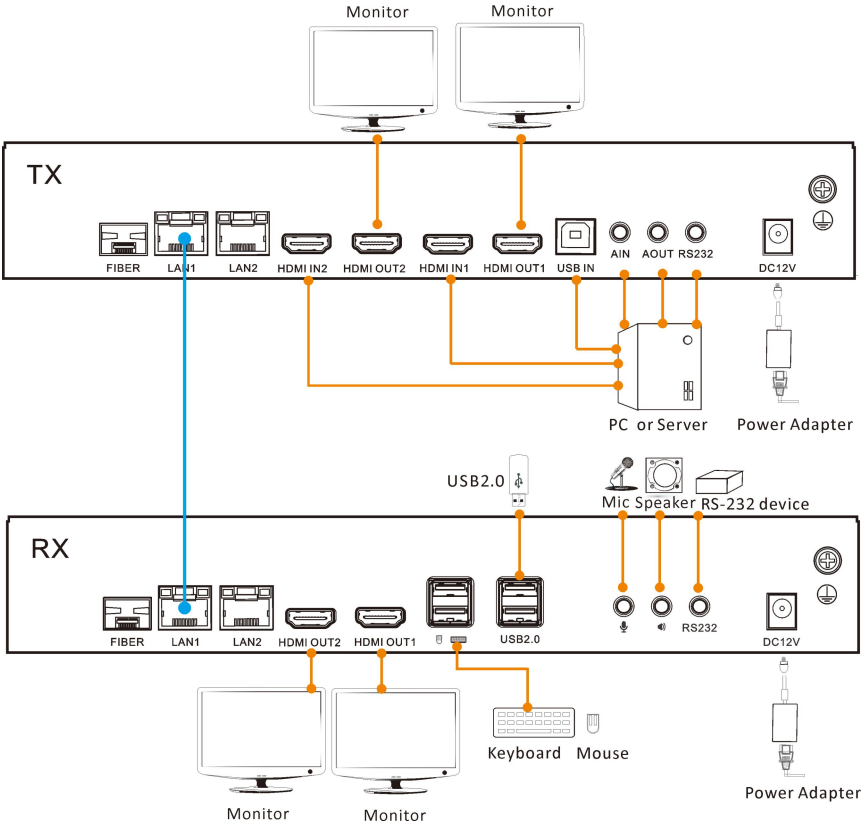 Monitor Monitor
TX
FIBER LAN1 LAN2 HDMI IN2 HDMI OUT2 HDMI IN1 HDMI OUT1 USB IN AIN AOUT RS232 DC12V
PC or Server Power Adapter
USB2.0
Mic Speaker RS-232 device
RX
FIBER LAN1 LAN2 HDMI OUT2 HDMI OUT1 USB2.0 RS232 DC12V
Keyboard Mouse
Power Adapter
Monitor Monitor